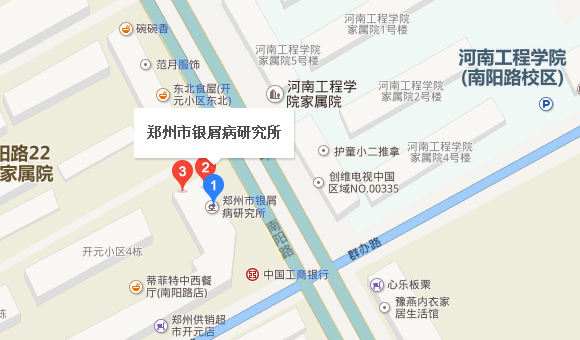 河南工程学院
家属院1号楼
碗碗香
河南工程学院
家属院5号楼
河南工程学院
(南阳路校区)
范月服饰
东北食屋(开
元小区东北)
河南工程学
院家属院
河南工程学院
家属院2号楼
P
郑州市银屑病研究所
阳路22
家属院
护童小二推拿
河南工程学院
家属院4号楼
3
2
1
创维电视中国
区域NO.00335
郑州市银屑
病研究所
南阳路
群办路
开元小区4栋
中国工商银行
蒂菲特中西餐
厅(南阳路店)
心乐板栗
豫燕内衣家
居生活馆
郑州供销超
市开元店